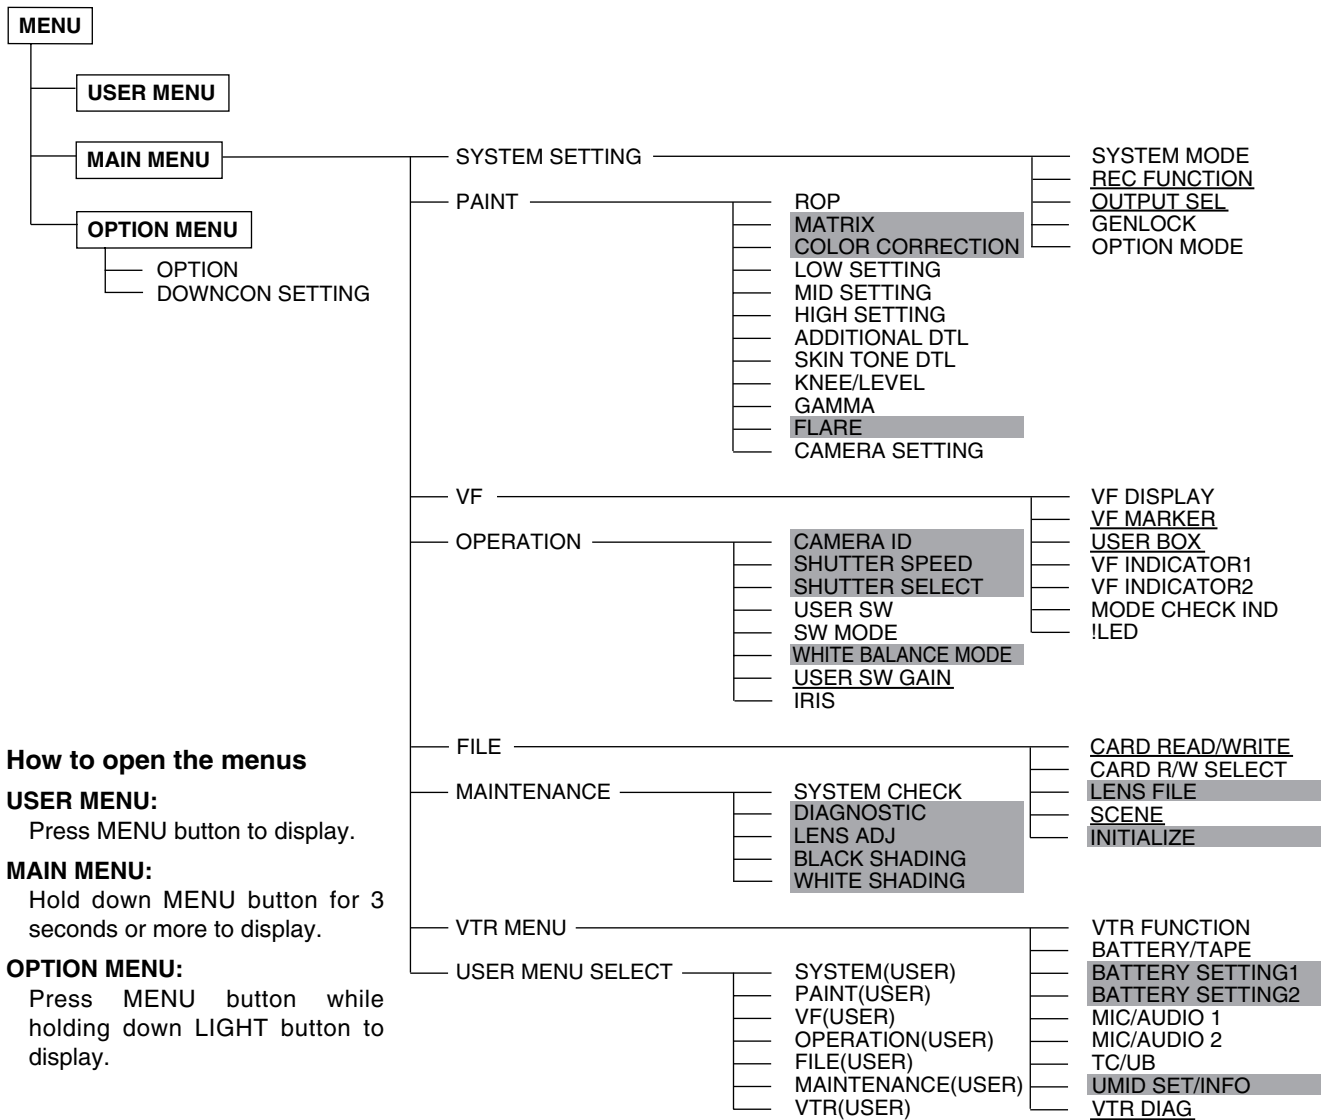 MENU
USER MENU
MAIN MENU
OPTION MENU
OPTION
DOWNCON SETTING
SYSTEM SETTING
SYSTEM MODE
REC FUNCTION
OUTPUT SEL
GENLOCK
OPTION MODE
PAINT
ROP
MATRIX
COLOR CORRECTION
LOW SETTING
MID SETTING
HIGH SETTING
ADDITIONAL DTL
SKIN TONE DTL
KNEE/LEVEL
GAMMA
FLARE
CAMERA SETTING
VF
VF DISPLAY
VF MARKER
USER BOX
VF INDICATOR1
VF INDICATOR2
MODE CHECK IND
!LED
OPERATION
CAMERA ID
SHUTTER SPEED
SHUTTER SELECT
USER SW
SW MODE
WHITE BALANCE MODE
USER SW GAIN
IRIS
FILE
CARD READ/WRITE
CARD R/W SELECT
LENS FILE
SCENE
INITIALIZE
MAINTENANCE
SYSTEM CHECK
DIAGNOSTIC
LENS ADJ
BLACK SHADING
WHITE SHADING
VTR MENU
VTR FUNCTION
BATTERY/TAPE
BATTERY SETTING1
BATTERY SETTING2
MIC/AUDIO 1
MIC/AUDIO 2
TC/UB
UMID SET/INFO
VTR DIAG
USER MENU SELECT
SYSTEM(USER)
PAINT(USER)
VF(USER)
OPERATION(USER)
FILE(USER)
MAINTENANCE(USER)
VTR(USER)
How to open the menus
USER MENU:
Press MENU button to display.
MAIN MENU:
Hold down MENU button for 3
seconds or more to display.
OPTION MENU:
Press MENU button while
holding down LIGHT button to
display.